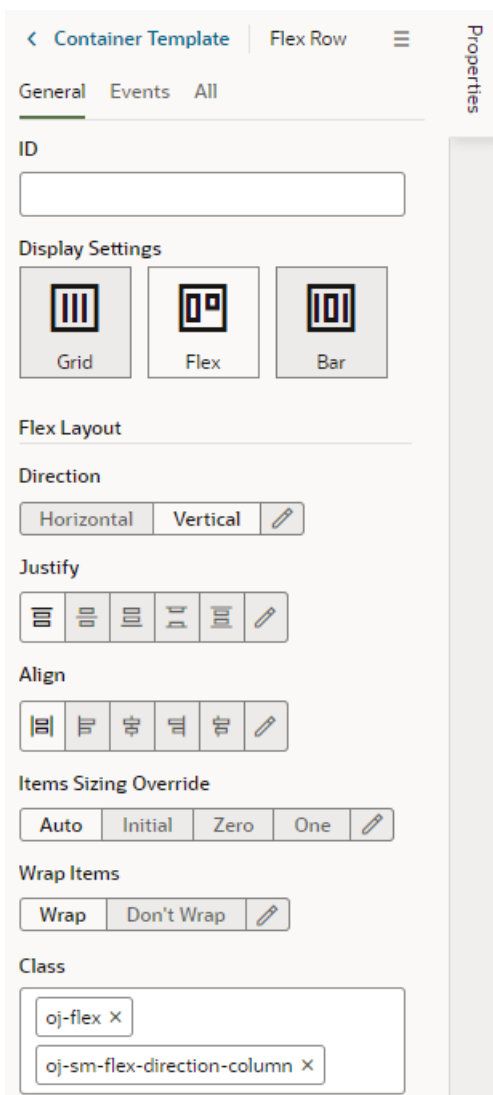 Container Template Flex Row
Properties
General Events All
ID
Display Settings
Grid Flex Bar
Flex Layout
Direction
Horizontal Vertical
Justify
Align
Items Sizing Override
Auto Initial Zero One
Wrap Items
Wrap Don't Wrap
Class
oj-flex ×
oj-sm-flex-direction-column ×